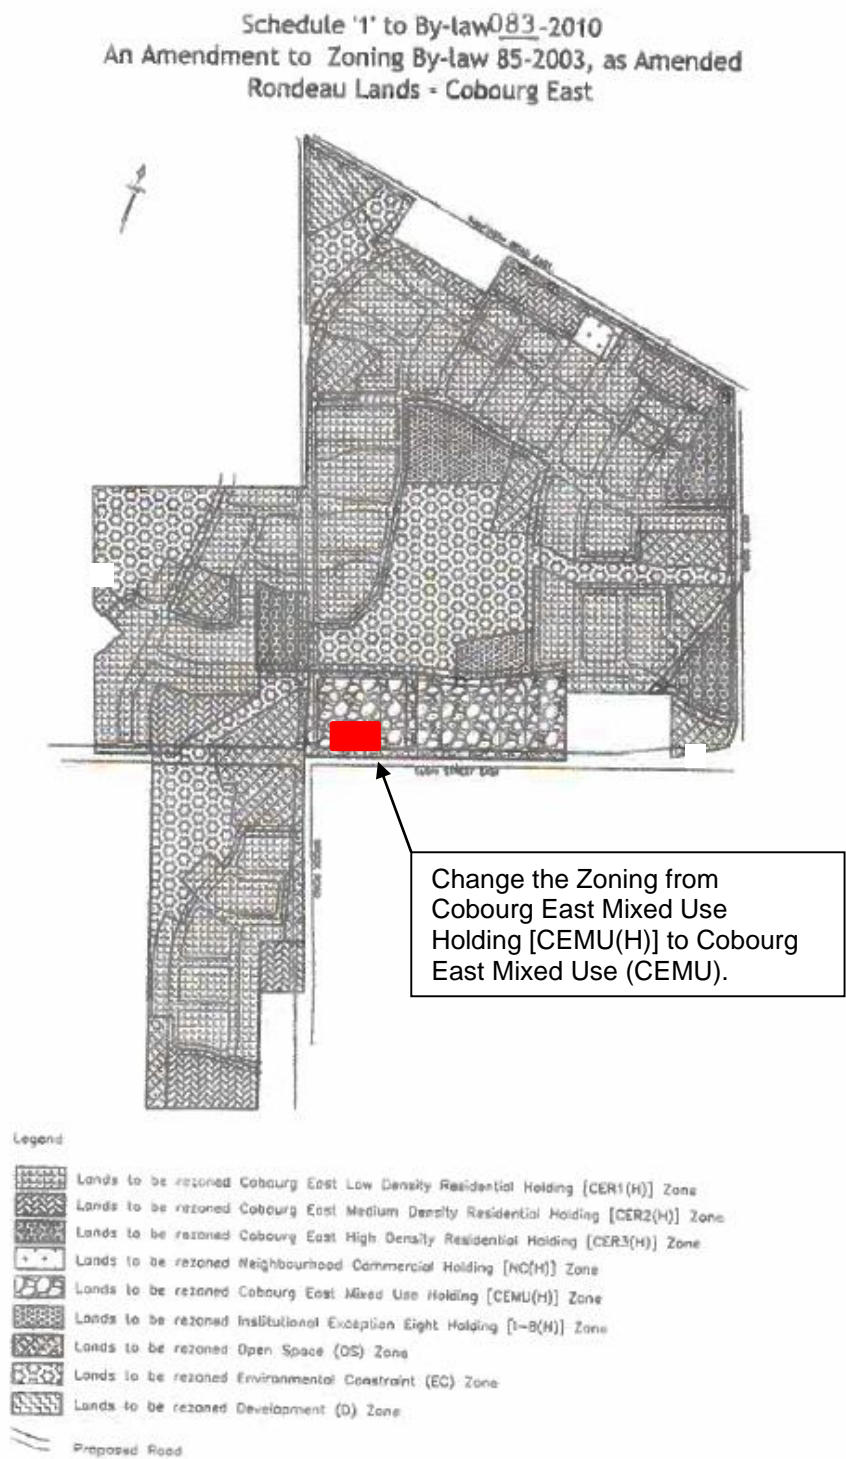 Schedule '1' to By-law 083-2010
An Amendment to Zoning By-law 85-2003, as Amended
Rondeau Lands - Cobourg East
Change the Zoning from
Cobourg East Mixed Use
Holding [CEMU(H)] to Cobourg
East Mixed Use (CEMU).
Legend
Lands to be rezoned Cobourg East Low Density Residential Holding [CER1(H)] Zone
Lands to be rezoned Cobourg East Medium Density Residential Holding [CER2(H)] Zone
Lands to be rezoned Cobourg East High Density Residential Holding [CER3(H)] Zone
Lands to be rezoned Neighbourhood Commercial Holding [NC(H)] Zone
Lands to be rezoned Cobourg East Mixed Use Holding [CEMU(H)] Zone
Lands to be rezoned Institutional Exception Eight Holding [I-8(H)] Zone
Lands to be rezoned Open Space (OS) Zone
Lands to be rezoned Environmental Constraint (EC) Zone
Lands to be rezoned Development (D) Zone
Proposed Road